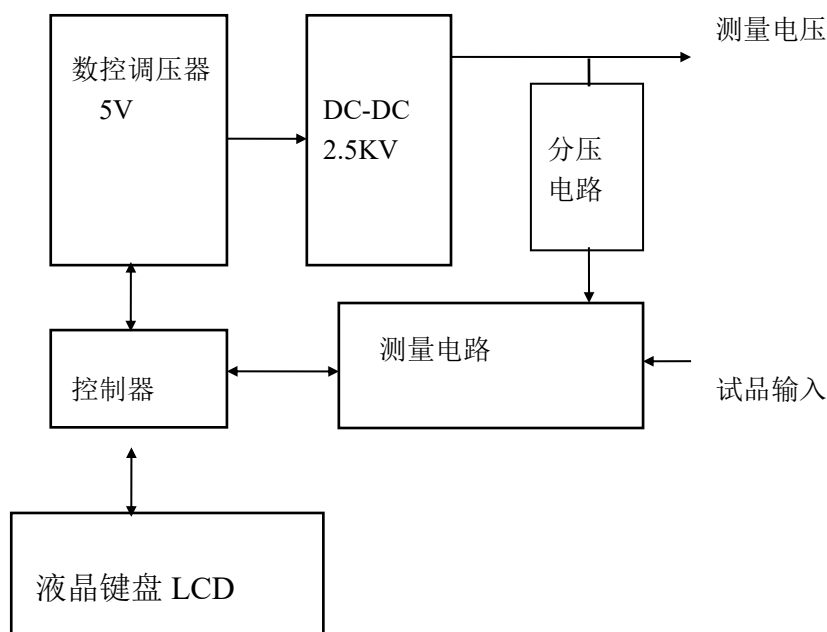 测量电压
数控调压器
5V
DC-DC
2.5KV
分压
电路
测量电路
控制器
试品输入
液晶键盘 LCD